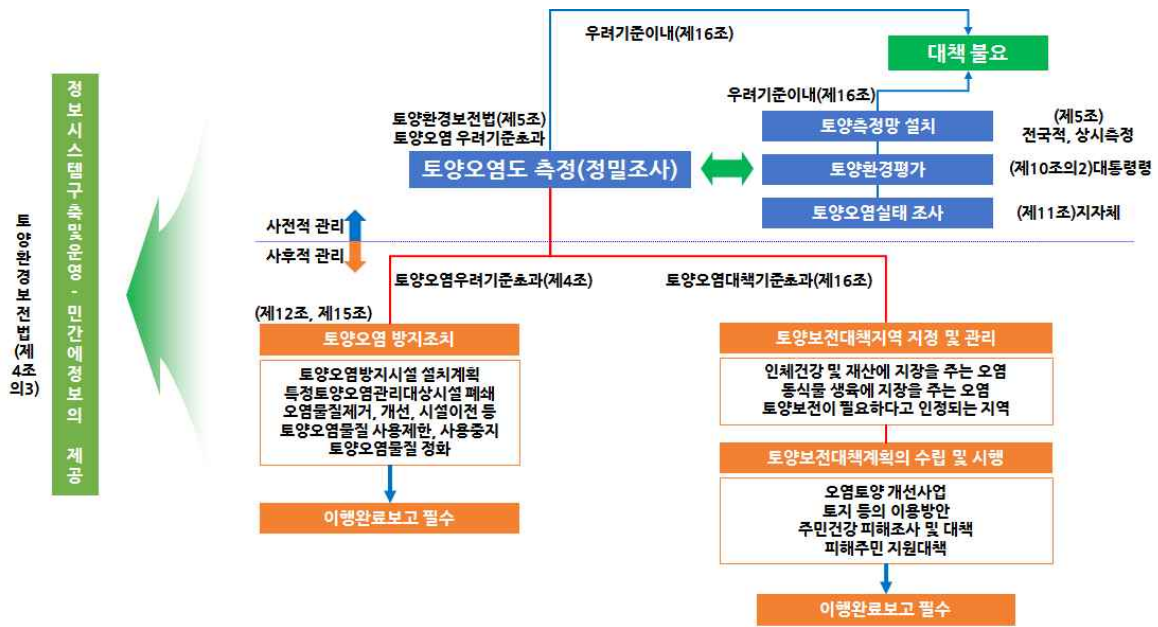 우려기준이내(제16조)
대책 불요
우려기준이내(제16조)
토양환경보전법(제5조)
토양오염 우려기준초과
토양오염도 측정(정밀조사)
토양측정망 설치
(제5조)
전국적, 상시측정
토양환경평가
(제10조의2)대통령령
토양오염실태 조사
(제11조)지자체
사전적 관리
사후적 관리
토양환경보전법(제4조의3)
정보시스템구축및운영-민간에정보의 제공
토양오염우려기준초과(제4조)
토양오염대책기준초과(제16조)
(제12조, 제15조)
토양오염 방지조치
토양오염방지시설 설치계획
특정토양오염관리대상시설 폐쇄
오염물질제거, 개선, 시설이전 등
토양오염물질 사용제한, 사용중지
토양오염물질 정화
이행완료보고 필수
토양보전대책지역 지정 및 관리
인체건강 및 재산에 지장을 주는 오염
동식물 생육에 지장을 주는 오염
토양보전이 필요하다고 인정되는 지역
토양보전대책계획의 수립 및 시행
오염토양 개선사업
토지 등의 이용방안
주민건강 피해조사 및 대책
피해주민 지원대책
이행완료보고 필수